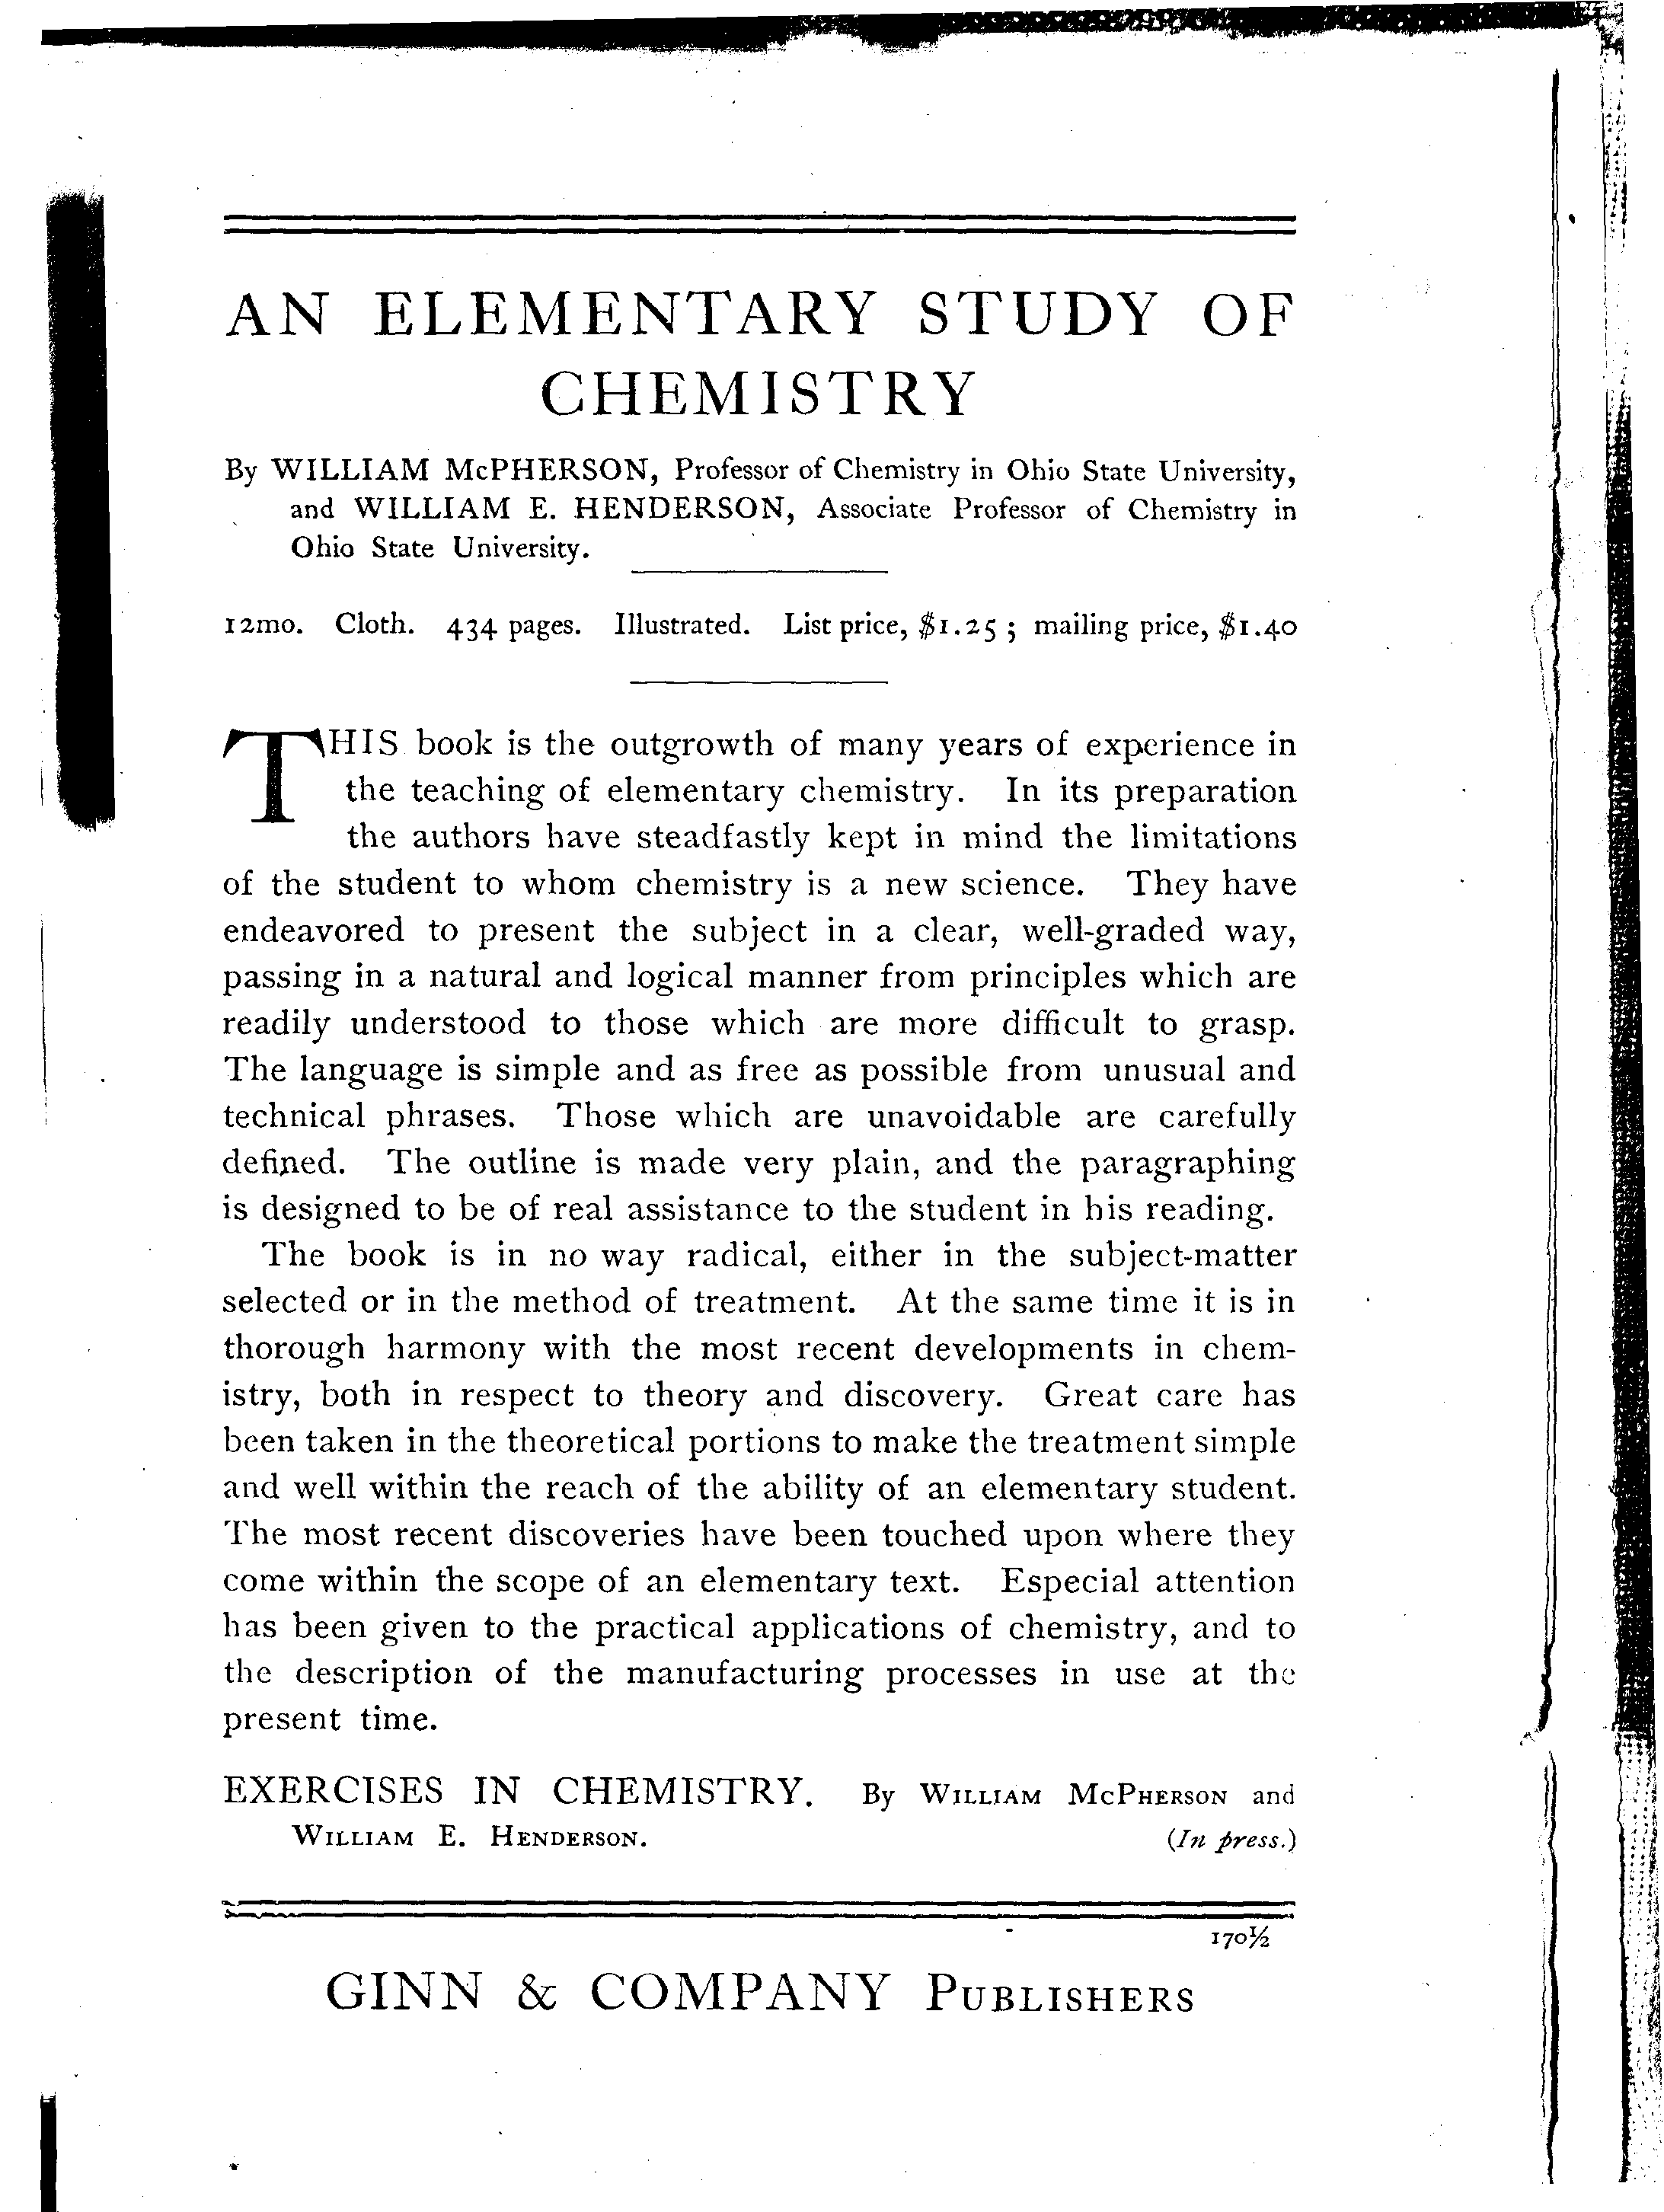 AN ELEMENTARY STUDY OF
CHEMISTRY
By WILLIAM McPHERSON, Professor of Chemistry in Ohio State University,
and WILLIAM E. HENDERSON, Associate Professor of Chemistry in
Ohio State University.
12mo. Cloth. 434 pages. Illustrated. List price, $1.25; mailing price, $1.40
THIS book is the outgrowth of many years of experience in
the teaching of elementary chemistry. In its preparation
the authors have steadfastly kept in mind the limitations
of the student to whom chemistry is a new science. They have
endeavored to present the subject in a clear, well-graded way,
passing in a natural and logical manner from principles which are
readily understood to those which are more difficult to grasp.
The language is simple and as free as possible from unusual and
technical phrases. Those which are unavoidable are carefully
defined. The outline is made very plain, and the paragraphing
is designed to be of real assistance to the student in his reading.
The book is in no way radical, either in the subject-matter
selected or in the method of treatment. At the same time it is in
thorough harmony with the most recent developments in chem-
istry, both in respect to theory and discovery. Great care has
been taken in the theoretical portions to make the treatment simple
and well within the reach of the ability of an elementary student.
The most recent discoveries have been touched upon where they
come within the scope of an elementary text. Especial attention
has been given to the practical applications of chemistry, and to
the description of the manufacturing processes in use at the
present time.
EXERCISES IN CHEMISTRY. By WILLIAM McPHERSON and
WILLIAM E. HENDERSON. (In press.)
170½
GINN & COMPANY PUBLISHERS